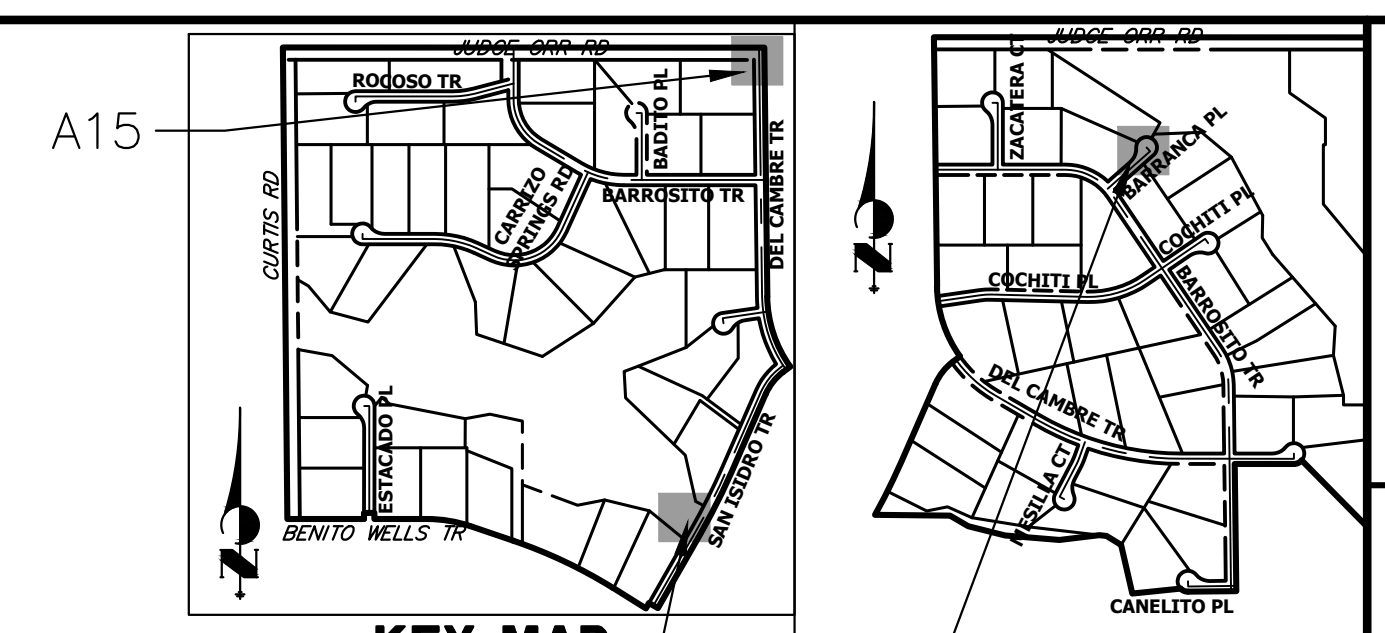 JUDGE ORR RD
ROCOSO TR
A15
BADITO PL
DEL CAMBRE TR
CURTIS RD
CARRIZO
SPRINGS RD
BARROSITO TR
ESTACADO PL
SAN ISIDRO TR
BENITO WELLS TR
N
KEY MAP
JUDGE ORR RD
ZACATERA CT
BARRANCA PL
COCHITI PL
N
COCHITI PL
BARROSITO TR
DEL CAMBRE TR
MESILLA CT
CANELITO PL